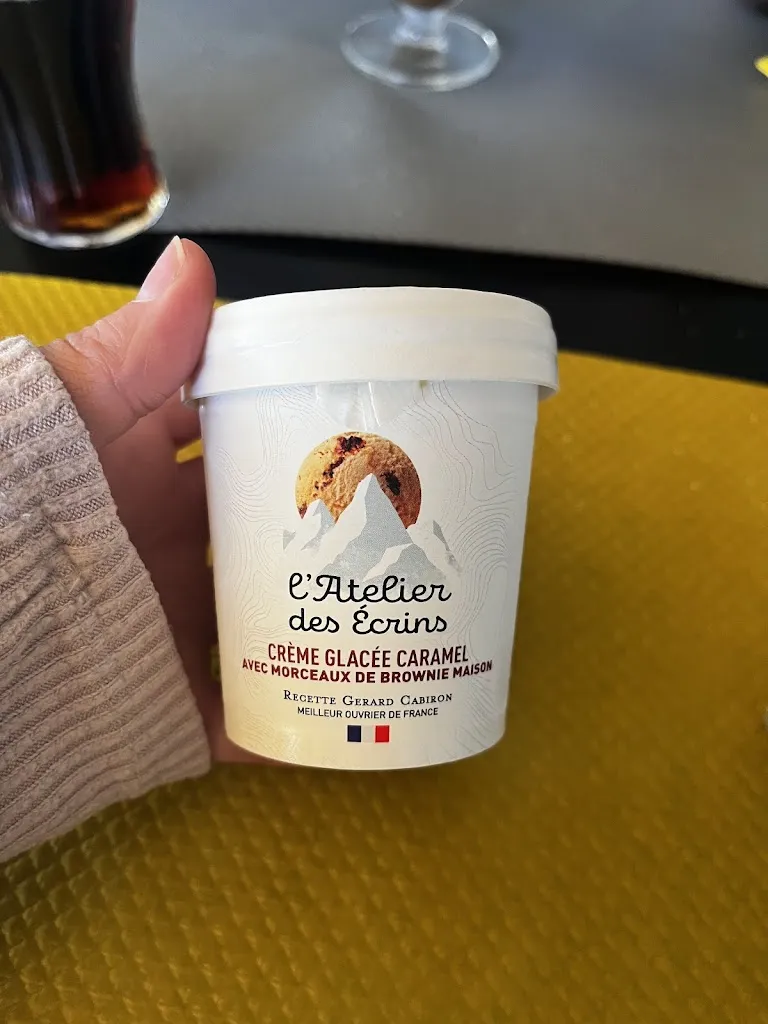 l'Atelier
des Écrins
CRÈME GLACÉE CARAMEL
AVEC MORCEAUX DE BROWNIE MAISON
RECETTE GERARD CABIRON
MEILLEUR OUVRIER DE FRANCE